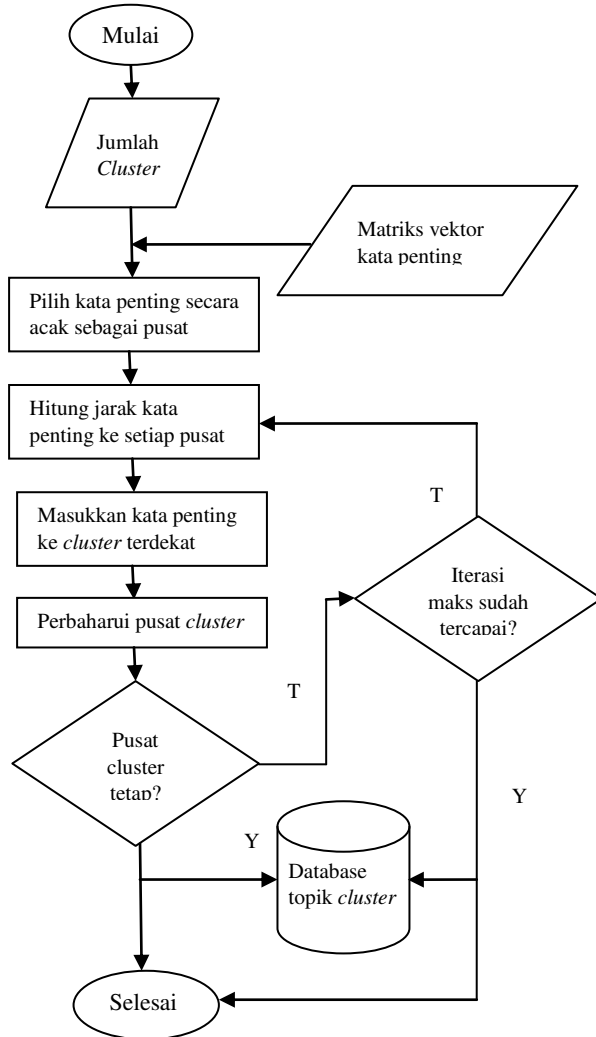 Mulai
Jumlah
Cluster
Matriks vektor
kata penting
Pilih kata penting secara
acak sebagai pusat
Hitung jarak kata
penting ke setiap pusat
T
Masukkan kata penting
ke cluster terdekat
Iterasi
maks sudah
tercapai?
Perbaharui pusat cluster
T
Pusat
cluster
tetap?
Y
Y
Database
topik cluster
Selesai